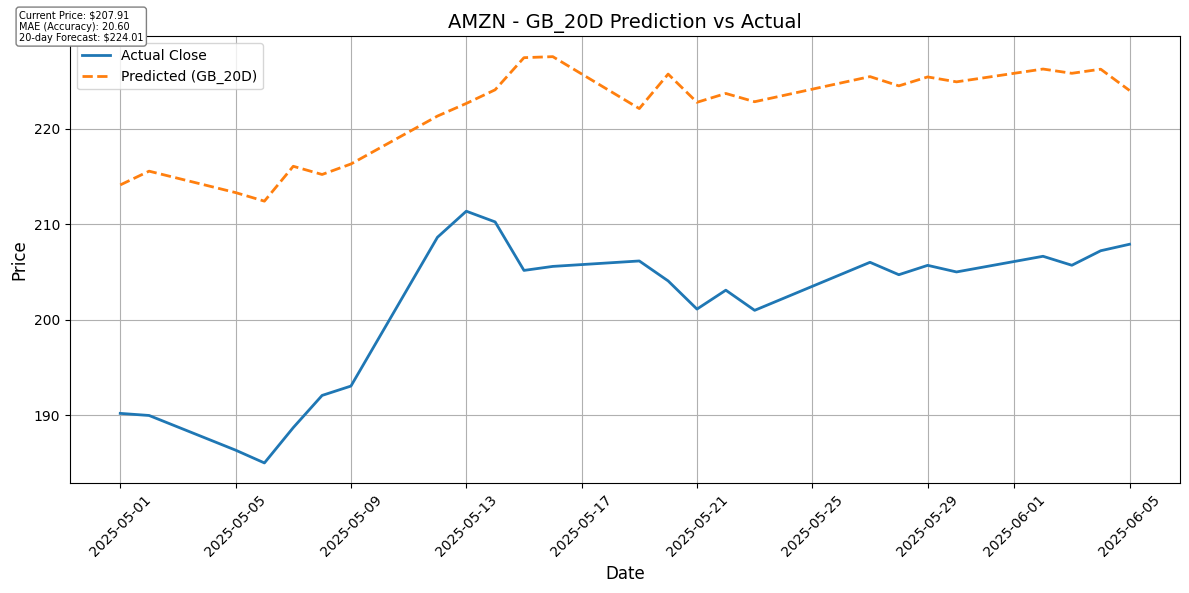 AMZN - GB_20D Prediction vs Actual
Current Price: $207.91
MAE (Accuracy): 20.60
20-day Forecast: $224.01
Actual Close
Predicted (GB_20D)
Price
220
210
200
190
2025-05-01
2025-05-05
2025-05-09
2025-05-13
2025-05-17
2025-05-21
2025-05-25
2025-05-29
2025-06-01
2025-06-05
Date